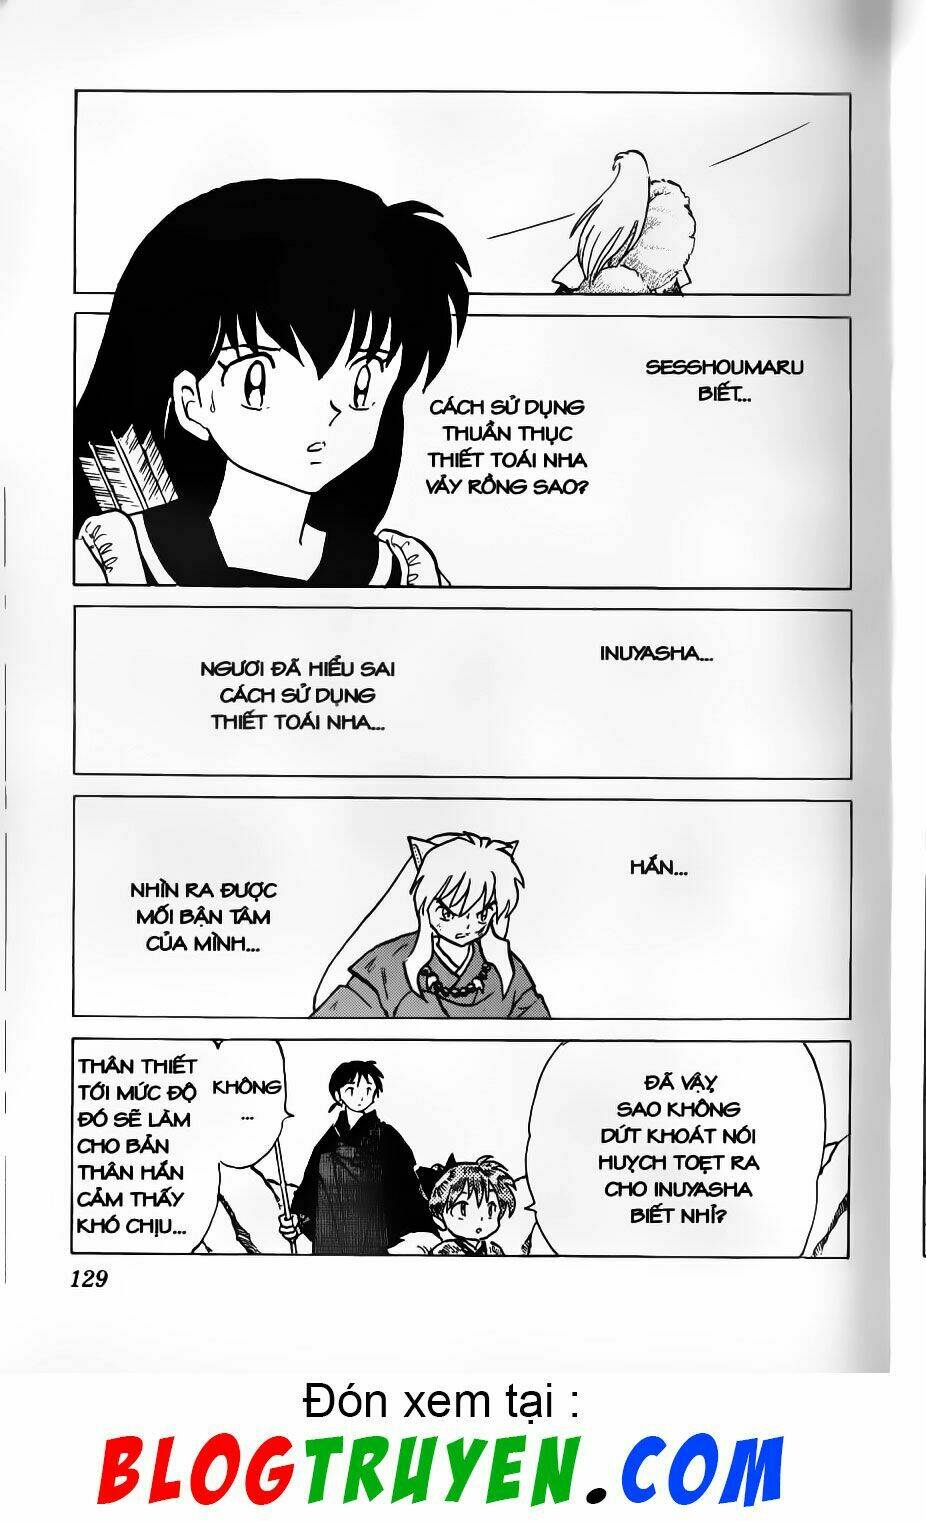 SESSHOUMARU
BIẾT...
CÁCH SỬ DỤNG
THUẦN THỤC
THIẾT TOÁI NHA
VẢY RỒNG SAO?
INUYASHA...
NGƯƠI ĐÃ HIỂU SAI
CÁCH SỬ DỤNG
THIẾT TOÁI NHA...
HẮN...
NHÌN RA ĐƯỢC
MỐI BẬN TÂM
CỦA MÌNH...
ĐÃ VẬY,
SAO KHÔNG
DỨT KHOÁT NÓI
HUỴCH TOẸT RA
CHO INUYASHA
BIẾT NHỈ?
KHÔNG
...
THÂN THIẾT
TỚI MỨC ĐỘ
ĐÓ SẼ LÀM
CHO BẢN
THÂN HẮN
CẢM THẤY
KHÓ CHỊU...
129
Đón xem tại :
BLOGTRUYEN.COM